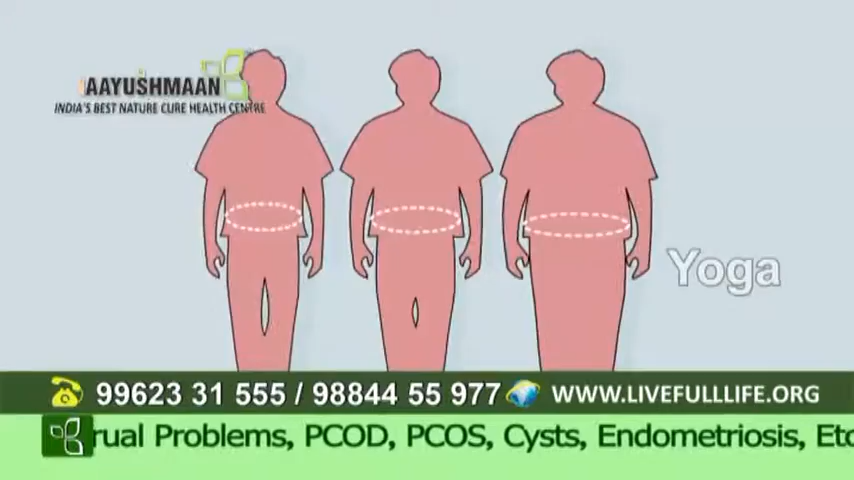 AAYUSHMAAN
INDIA'S BEST NATURE CURE HEALTH CENTRE
Yoga
99623 31 555 / 98844 55 977 WWW.LIVEFULLLIFE.ORG
rual Problems, PCOD, PCOS, Cysts, Endometriosis, Etc